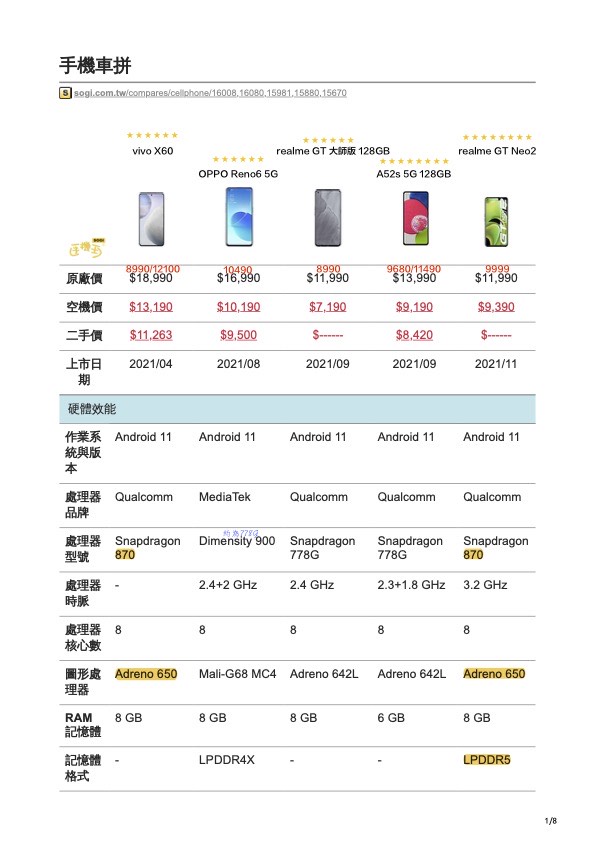 手機車拼
S sogi.com.tw/compares/cellphone/16008,16080,15981,15880,15670
★★★★★★ ★★★★★★ ★★★★★★★★
vivo X60 realme GT 大師版 128GB realme GT Neo2
★★★★★★ ★★★★★★★★
OPPO Reno6 5G A52s 5G 128GB
SOGI
8990/12100 10490 8990 9680/11490 9999
原廠價 $18,990 $16,990 $11,990 $13,990 $11,990
空機價 $13,190 $10,190 $7,190 $9,190 $9,390
二手價 $11,263 $9,500 $------ $8,420 $------
上市日期 2021/04 2021/08 2021/09 2021/09 2021/11
硬體效能
作業系統與版本 Android 11 Android 11 Android 11 Android 11 Android 11
處理器品牌 Qualcomm MediaTek Qualcomm Qualcomm Qualcomm
約為778G
處理器型號 Snapdragon 870 Dimensity 900 Snapdragon 778G Snapdragon 778G Snapdragon 870
處理器時脈 - 2.4+2 GHz 2.4 GHz 2.3+1.8 GHz 3.2 GHz
處理器核心數 8 8 8 8 8
圖形處理器 Adreno 650 Mali-G68 MC4 Adreno 642L Adreno 642L Adreno 650
RAM記憶體 8 GB 8 GB 8 GB 6 GB 8 GB
記憶體格式 - LPDDR4X - - LPDDR5
1/8